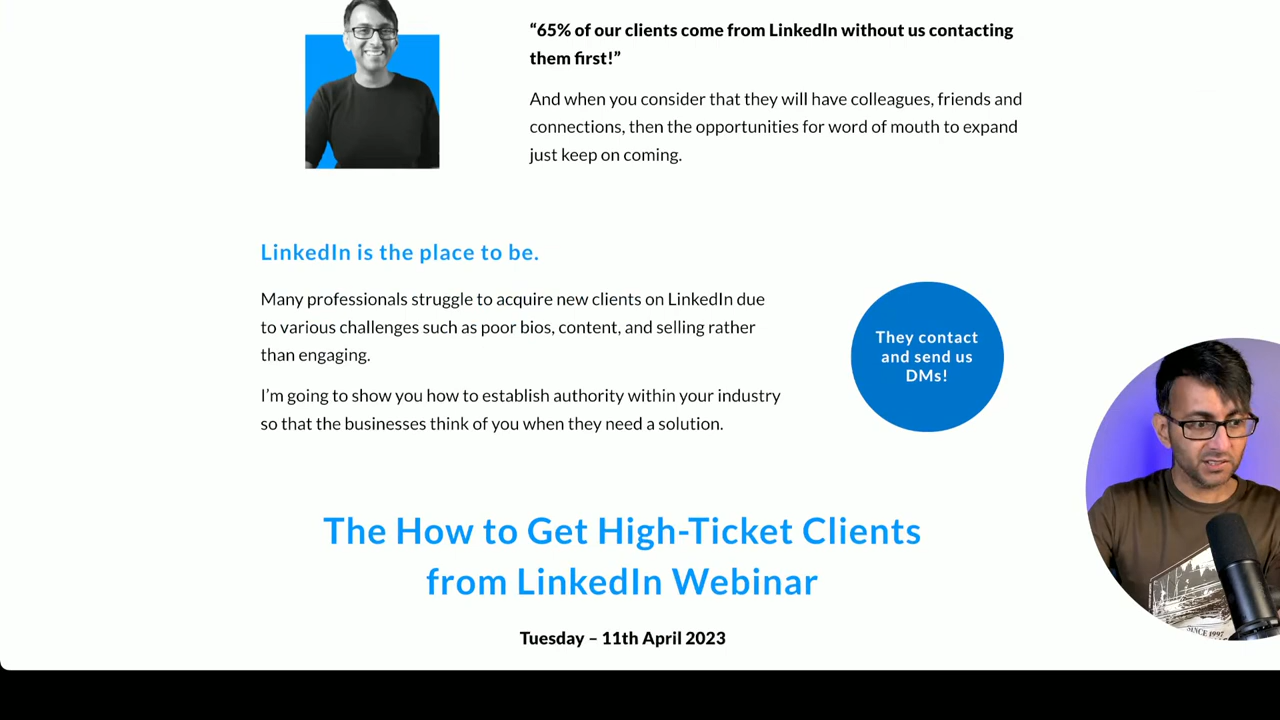 “65% of our clients come from LinkedIn without us contacting
them first!”
And when you consider that they will have colleagues, friends and
connections, then the opportunities for word of mouth to expand
just keep on coming.
LinkedIn is the place to be.
Many professionals struggle to acquire new clients on LinkedIn due
to various challenges such as poor bios, content, and selling rather
than engaging.
I’m going to show you how to establish authority within your industry
so that the businesses think of you when they need a solution.
They contact
and send us
DMs!
The How to Get High-Ticket Clients
from LinkedIn Webinar
Tuesday – 11th April 2023
SINCE 1997